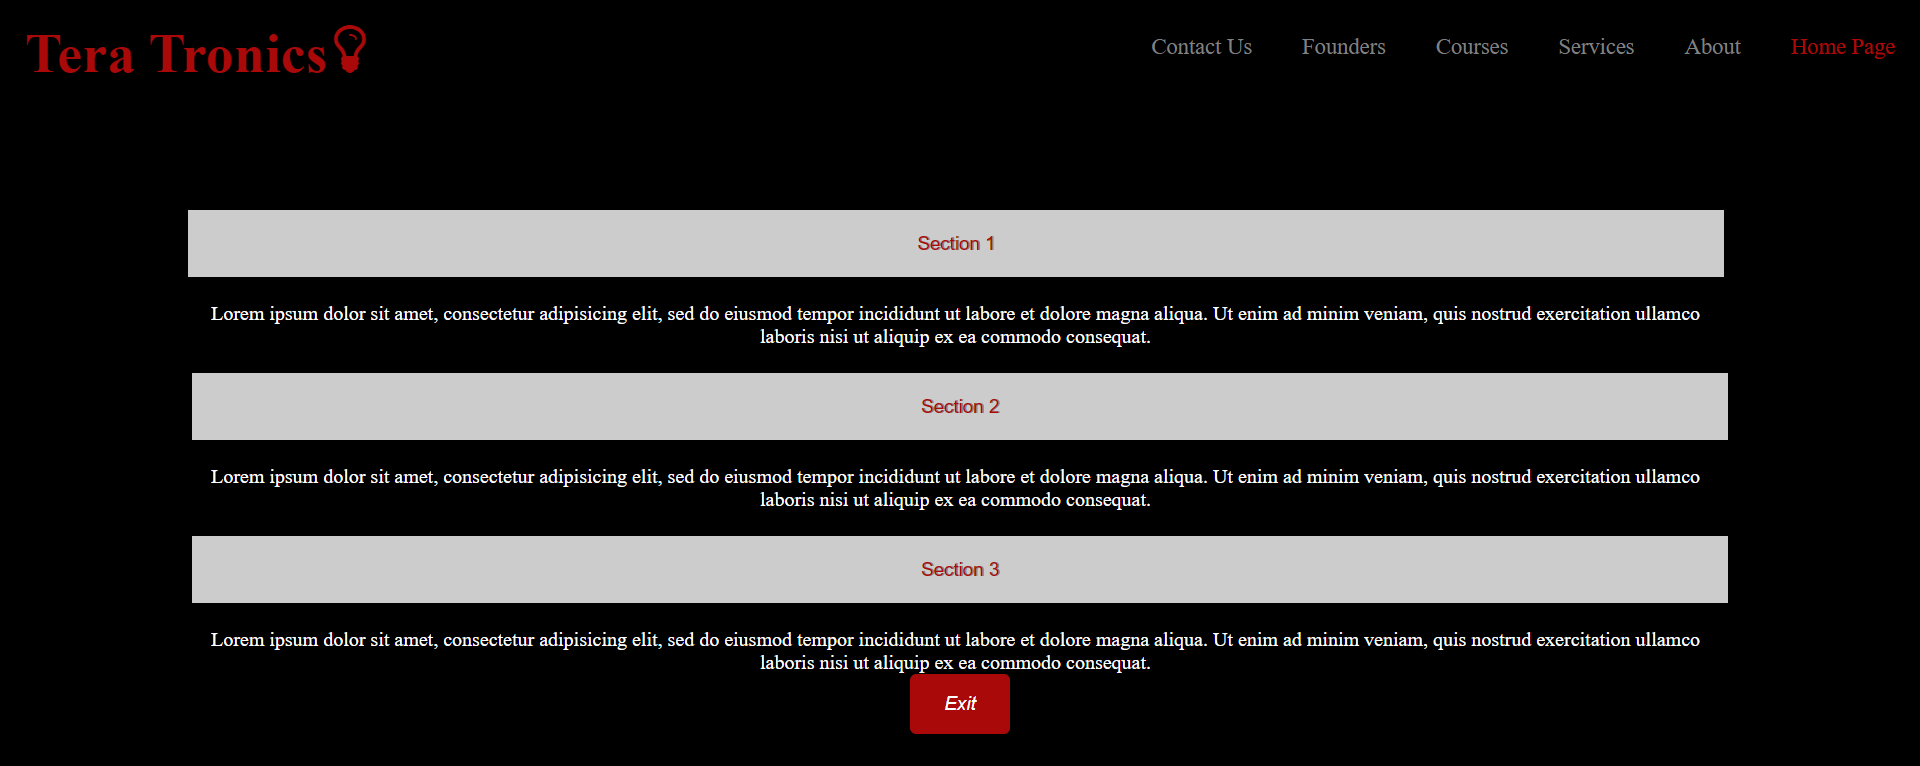 Tera Tronics
Contact Us Founders Courses Services About Home Page
Section 1
Lorem ipsum dolor sit amet, consectetur adipisicing elit, sed do eiusmod tempor incididunt ut labore et dolore magna aliqua. Ut enim ad minim veniam, quis nostrud exercitation ullamco
laboris nisi ut aliquip ex ea commodo consequat.
Section 2
Lorem ipsum dolor sit amet, consectetur adipisicing elit, sed do eiusmod tempor incididunt ut labore et dolore magna aliqua. Ut enim ad minim veniam, quis nostrud exercitation ullamco
laboris nisi ut aliquip ex ea commodo consequat.
Section 3
Lorem ipsum dolor sit amet, consectetur adipisicing elit, sed do eiusmod tempor incididunt ut labore et dolore magna aliqua. Ut enim ad minim veniam, quis nostrud exercitation ullamco
laboris nisi ut aliquip ex ea commodo consequat.
Exit